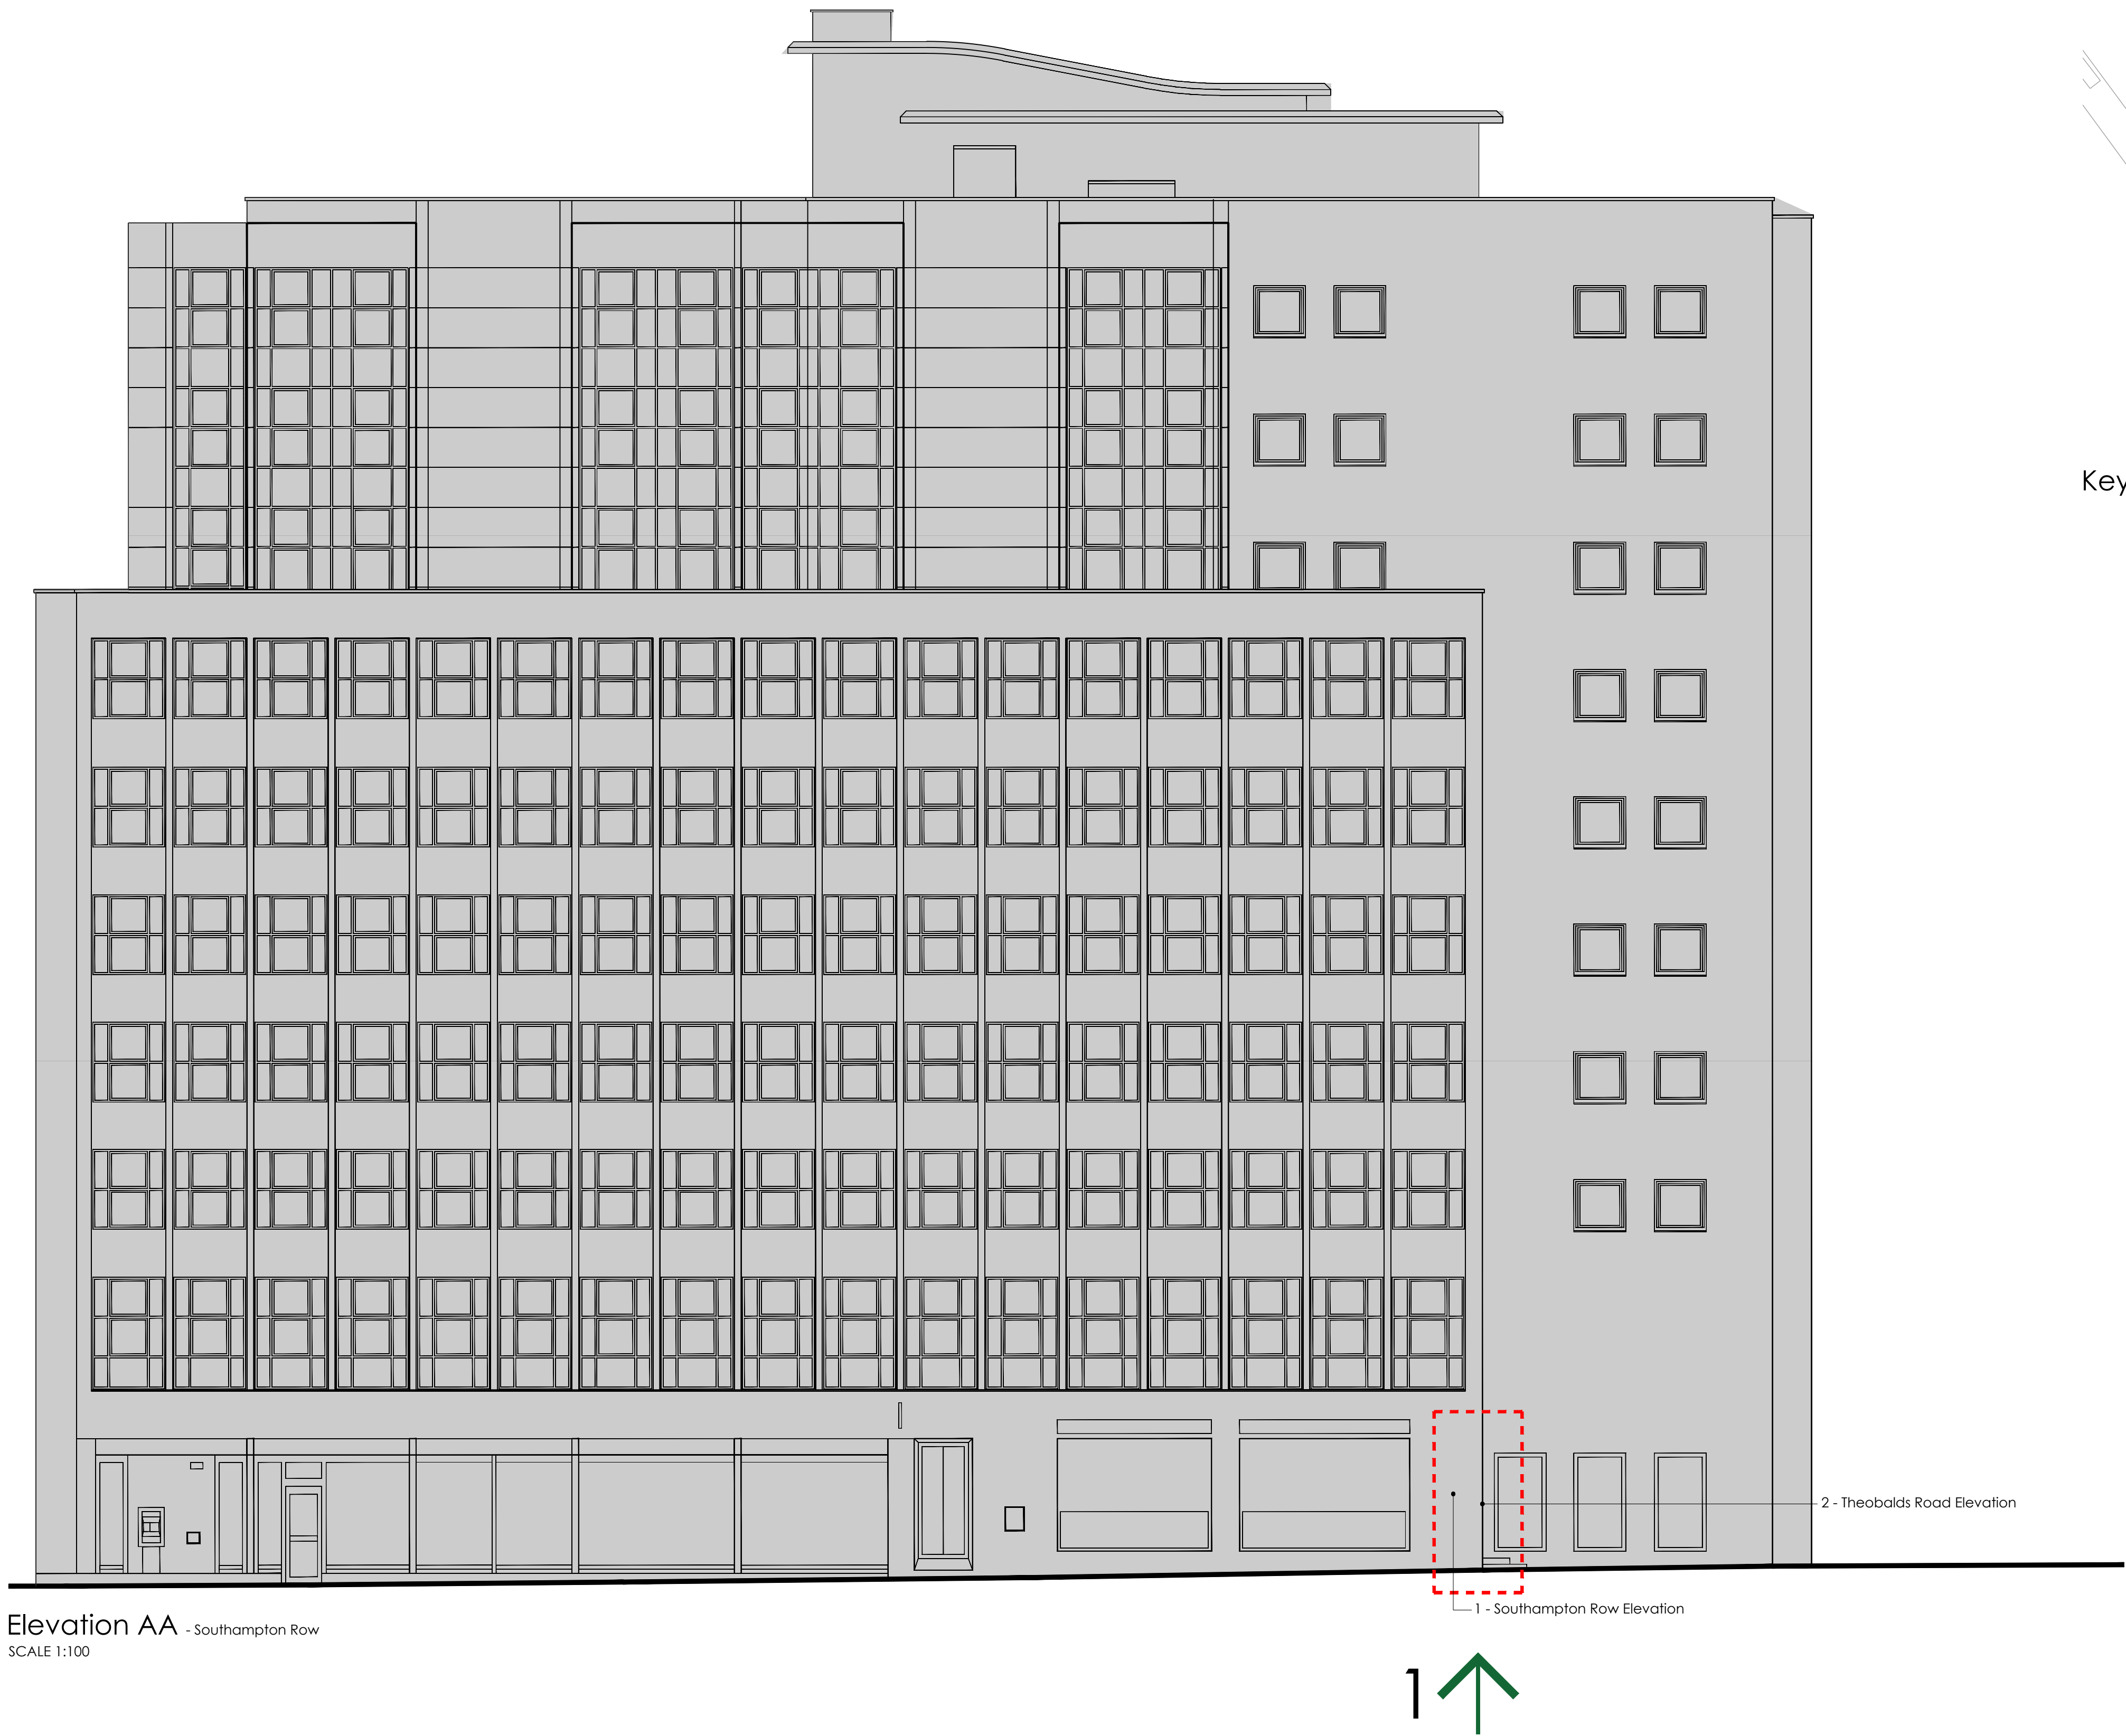 Key
2 - Theobalds Road Elevation
1 - Southampton Row Elevation
Elevation AA - Southampton Row
SCALE 1:100
1